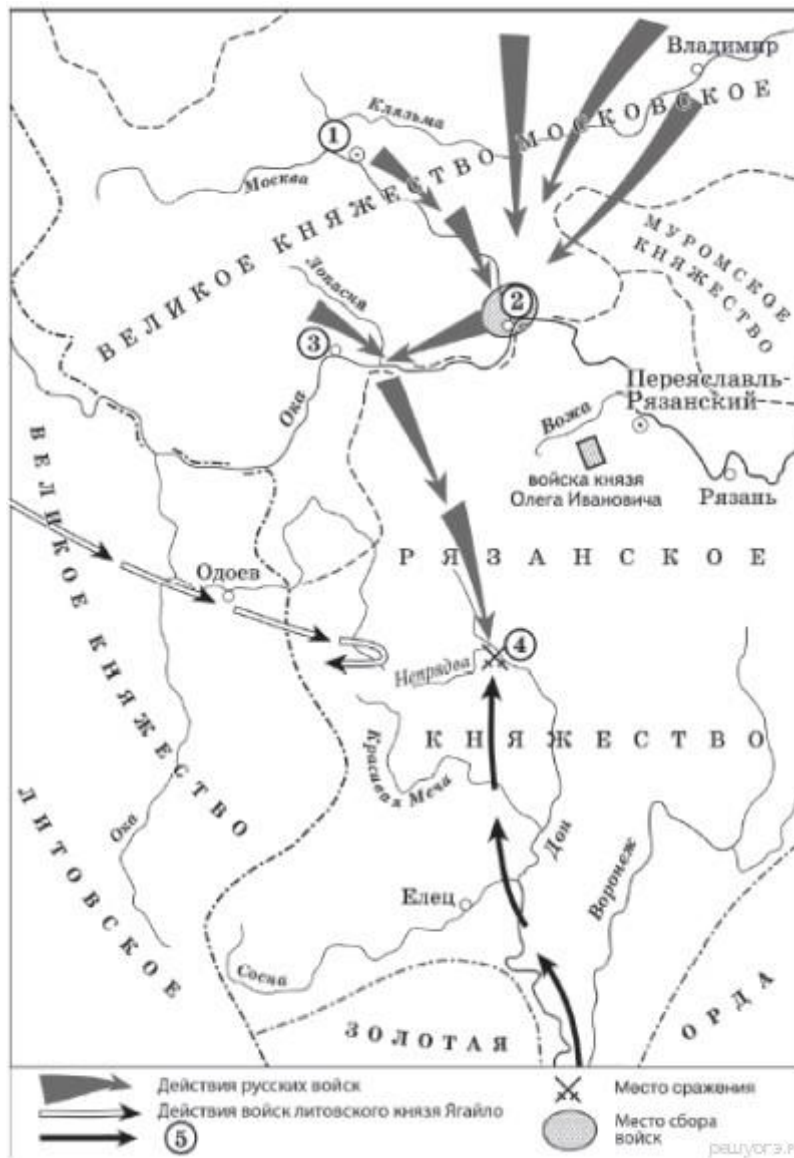 Владимир
Клязьма
1
Москва
ВЕЛИКОЕ КНЯЖЕСТВО МОСКОВСКОЕ
МУРОМСКОЕ
КНЯЖЕСТВО
Лопасня
2
3
Ока
Переяславль-
Рязанский
Вожа
войска князя
Олега Ивановича
Рязань
ВЕЛИКОЕ КНЯЖЕСТВО
ЛИТОВСКОЕ
Одоев
РЯЗАНСКОЕ
4
Непрядва
КНЯЖЕСТВО
Красивая Меча
Дон
Воронеж
Ока
Елец
Сосна
ЗОЛОТАЯ
ОРДА
Действия русских войск
Действия войск литовского князя Ягайло
5
Место сражения
Место сбора
войск